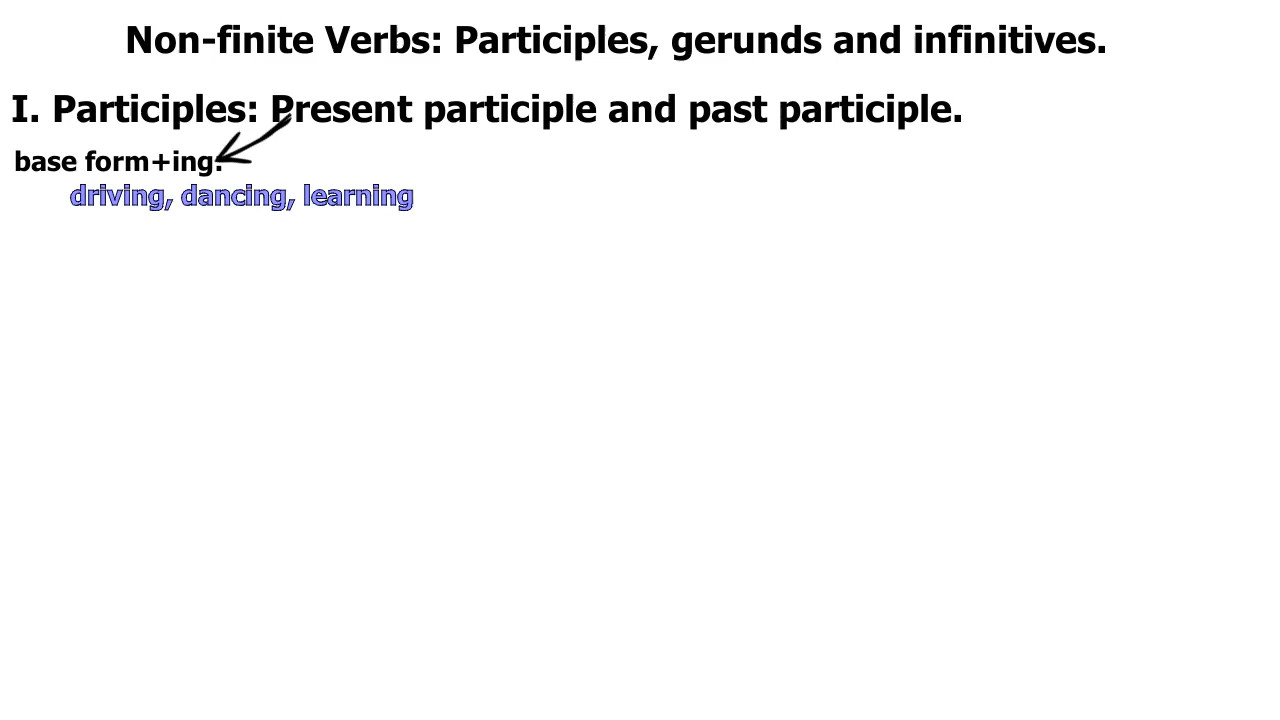 Non-finite Verbs: Participles, gerunds and infinitives.
I. Participles: Present participle and past participle.
base form+ing:
driving, dancing, learning